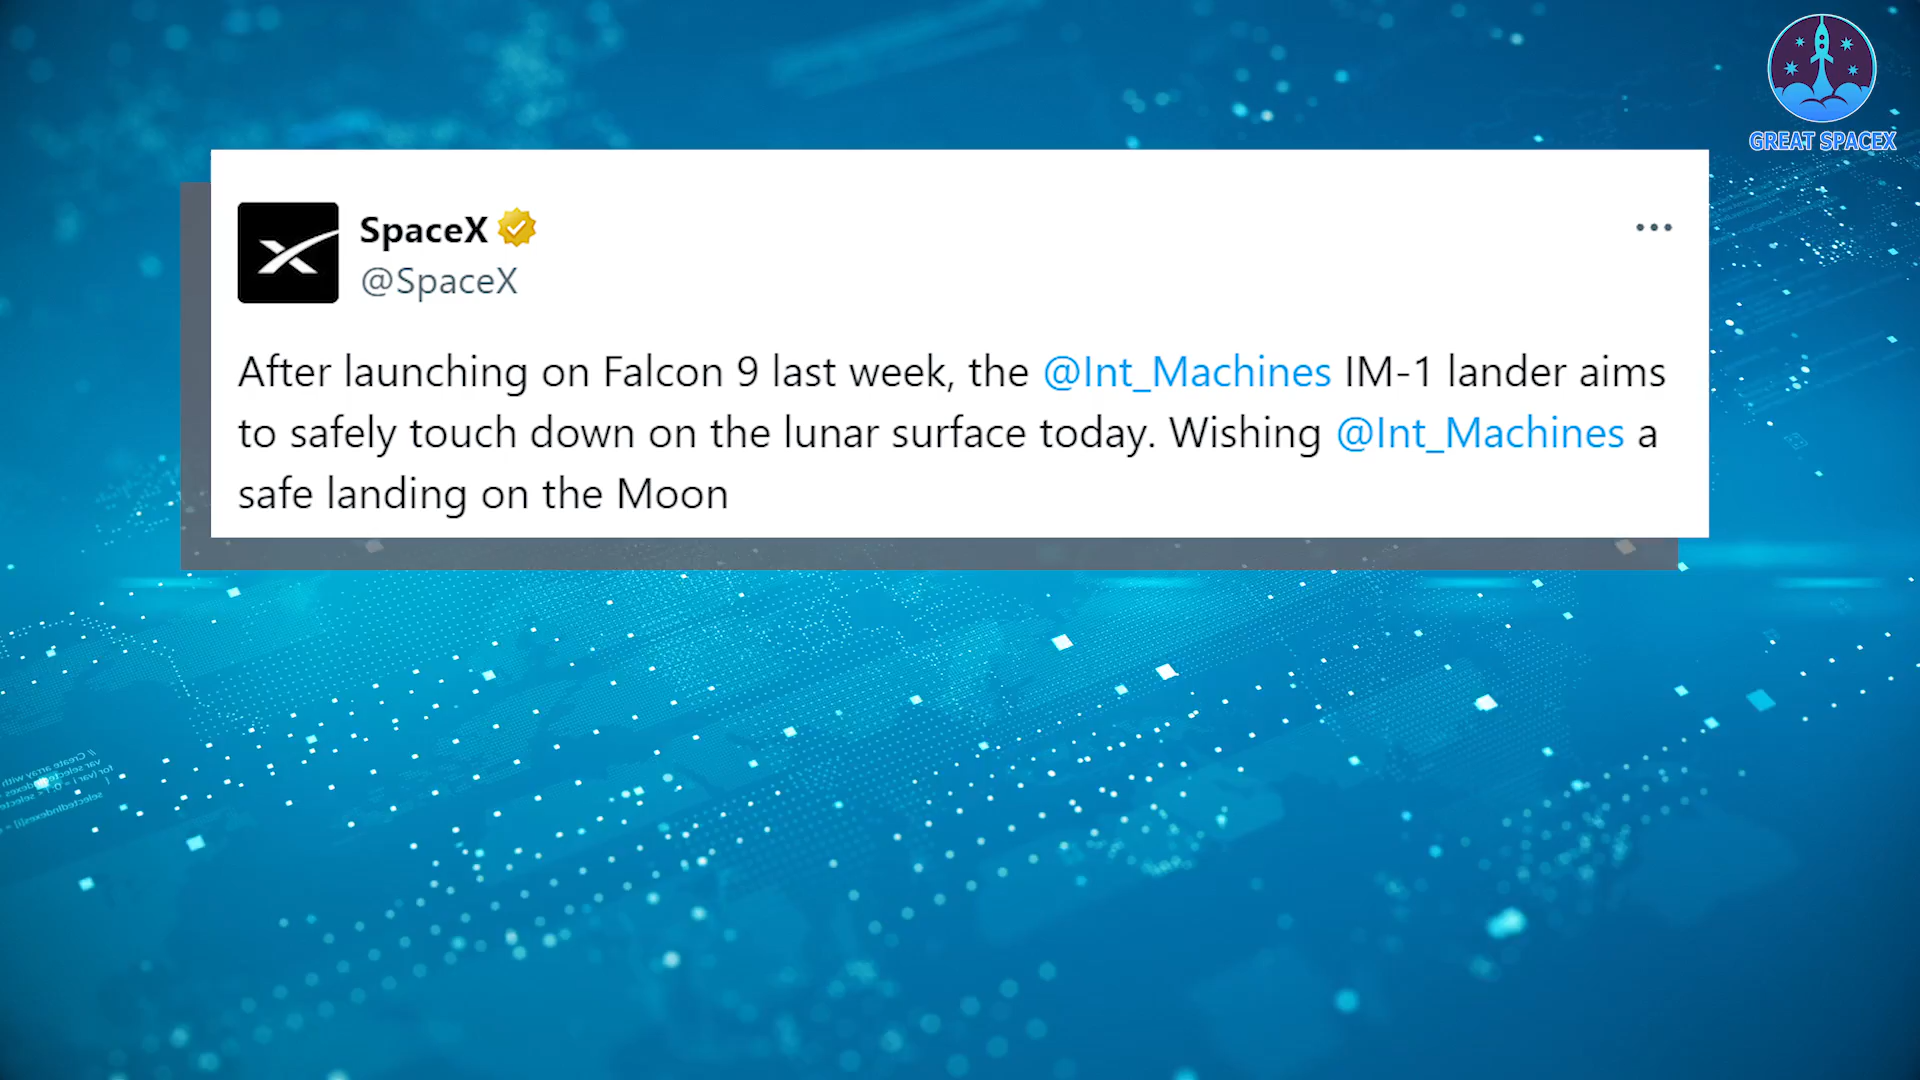 GREAT SPACEX
SpaceX
@SpaceX
After launching on Falcon 9 last week, the @Int_Machines IM-1 lander aims
to safely touch down on the lunar surface today. Wishing @Int_Machines a
safe landing on the Moon